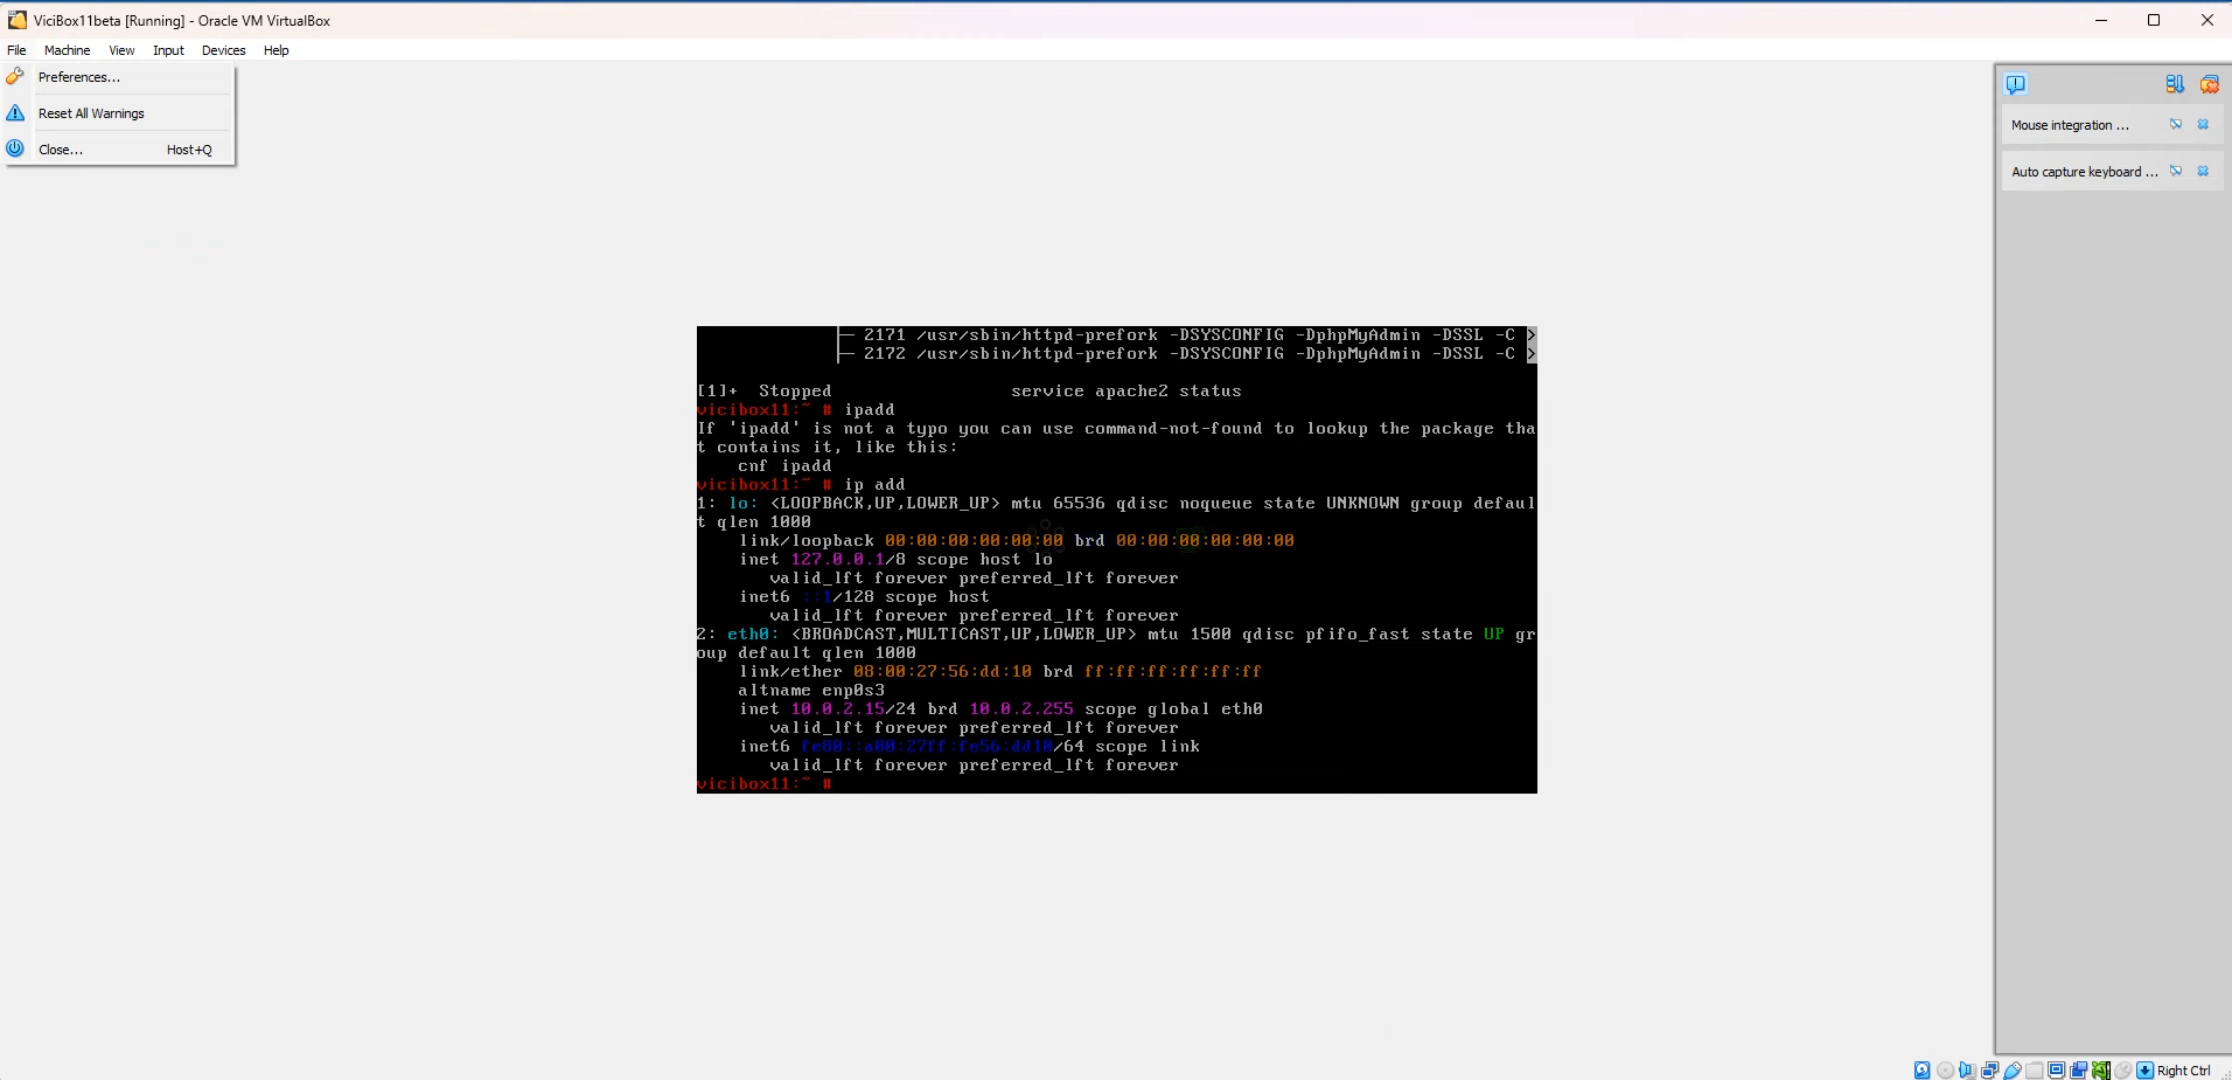 ViciBox11beta [Running] - Oracle VM VirtualBox
File Machine View Input Devices Help
Preferences...
Reset All Warnings
Close... Host+Q
Mouse integration ...
Auto capture keyboard ...
├─ 2171 /usr/sbin/httpd-prefork -DSYSCONFIG -DphpMyAdmin -DSSL -C >
├─ 2172 /usr/sbin/httpd-prefork -DSYSCONFIG -DphpMyAdmin -DSSL -C >
[1]+ Stopped service apache2 status
vicibox11:~ # ipadd
If 'ipadd' is not a typo you can use command-not-found to lookup the package tha
t contains it, like this:
cnf ipadd
vicibox11:~ # ip add
1: lo: <LOOPBACK,UP,LOWER_UP> mtu 65536 qdisc noqueue state UNKNOWN group defaul
t qlen 1000
link/loopback 00:00:00:00:00:00 brd 00:00:00:00:00:00
inet 127.0.0.1/8 scope host lo
valid_lft forever preferred_lft forever
inet6 ::1/128 scope host
valid_lft forever preferred_lft forever
2: eth0: <BROADCAST,MULTICAST,UP,LOWER_UP> mtu 1500 qdisc pfifo_fast state UP gr
oup default qlen 1000
link/ether 08:00:27:56:dd:10 brd ff:ff:ff:ff:ff:ff
altname enp0s3
inet 10.0.2.15/24 brd 10.0.2.255 scope global eth0
valid_lft forever preferred_lft forever
inet6 fe80::a00:27ff:fe56:dd10/64 scope link
valid_lft forever preferred_lft forever
vicibox11:~ #
Right Ctrl